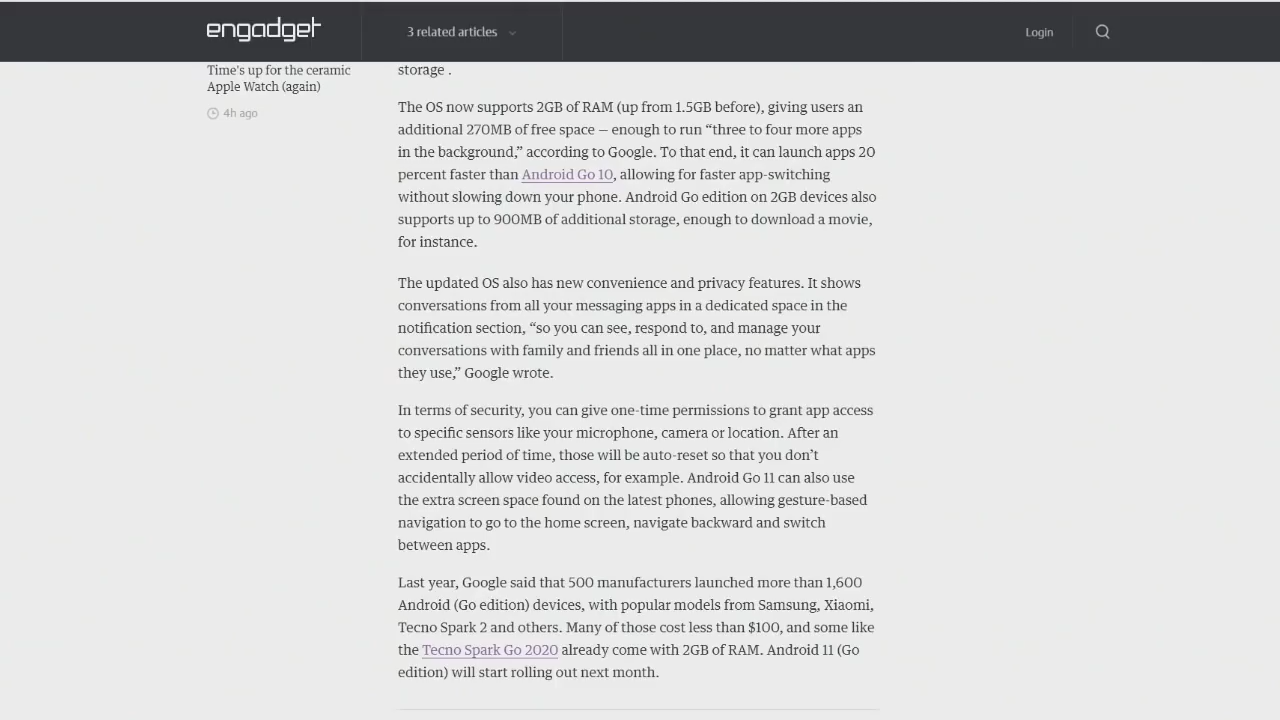 engadget
3 related articles
Login
Time's up for the ceramic
Apple Watch (again)
4h ago
storage .
The OS now supports 2GB of RAM (up from 1.5GB before), giving users an
additional 270MB of free space — enough to run “three to four more apps
in the background,” according to Google. To that end, it can launch apps 20
percent faster than Android Go 10, allowing for faster app-switching
without slowing down your phone. Android Go edition on 2GB devices also
supports up to 900MB of additional storage, enough to download a movie,
for instance.
The updated OS also has new convenience and privacy features. It shows
conversations from all your messaging apps in a dedicated space in the
notification section, “so you can see, respond to, and manage your
conversations with family and friends all in one place, no matter what apps
they use,” Google wrote.
In terms of security, you can give one-time permissions to grant app access
to specific sensors like your microphone, camera or location. After an
extended period of time, those will be auto-reset so that you don’t
accidentally allow video access, for example. Android Go 11 can also use
the extra screen space found on the latest phones, allowing gesture-based
navigation to go to the home screen, navigate backward and switch
between apps.
Last year, Google said that 500 manufacturers launched more than 1,600
Android (Go edition) devices, with popular models from Samsung, Xiaomi,
Tecno Spark 2 and others. Many of those cost less than $100, and some like
the Tecno Spark Go 2020 already come with 2GB of RAM. Android 11 (Go
edition) will start rolling out next month.